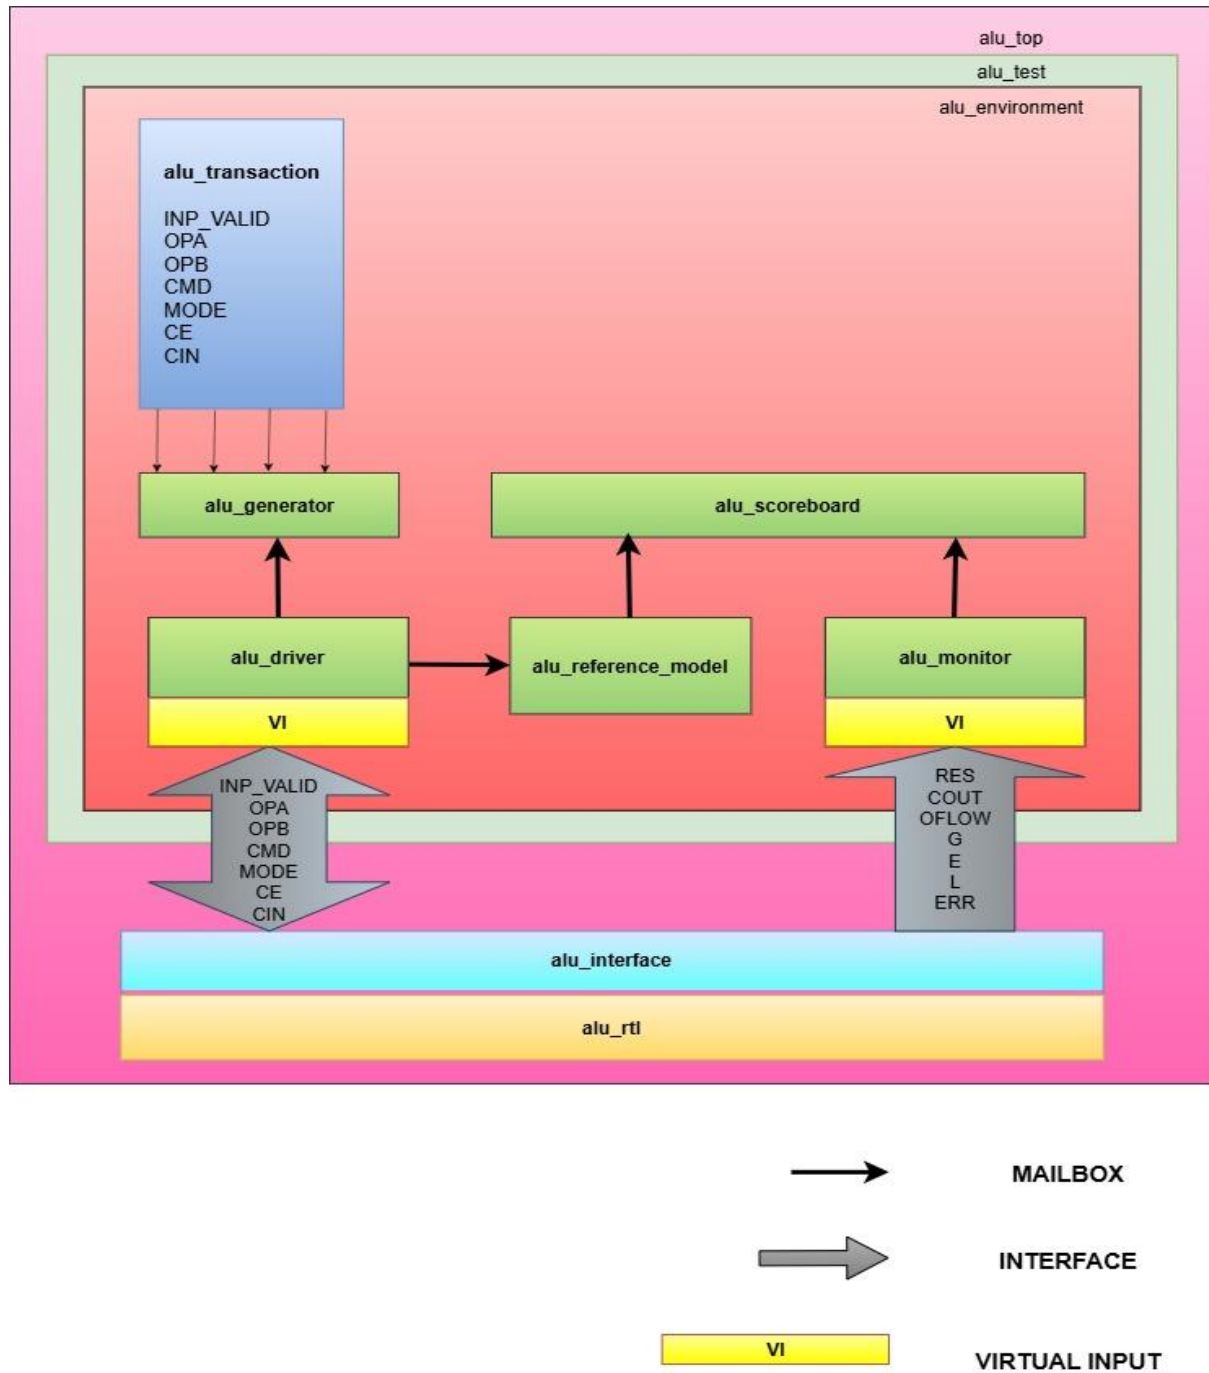 alu_top
alu_test
alu_environment
alu_transaction
INP_VALID
OPA
OPB
CMD
MODE
CE
CIN
alu_generator
alu_scoreboard
alu_driver
alu_reference_model
alu_monitor
VI
VI
INP_VALID
OPA
OPB
CMD
MODE
CE
CIN
RES
COUT
OFLOW
G
E
L
ERR
alu_interface
alu_rtl
MAILBOX
INTERFACE
VI
VIRTUAL INPUT